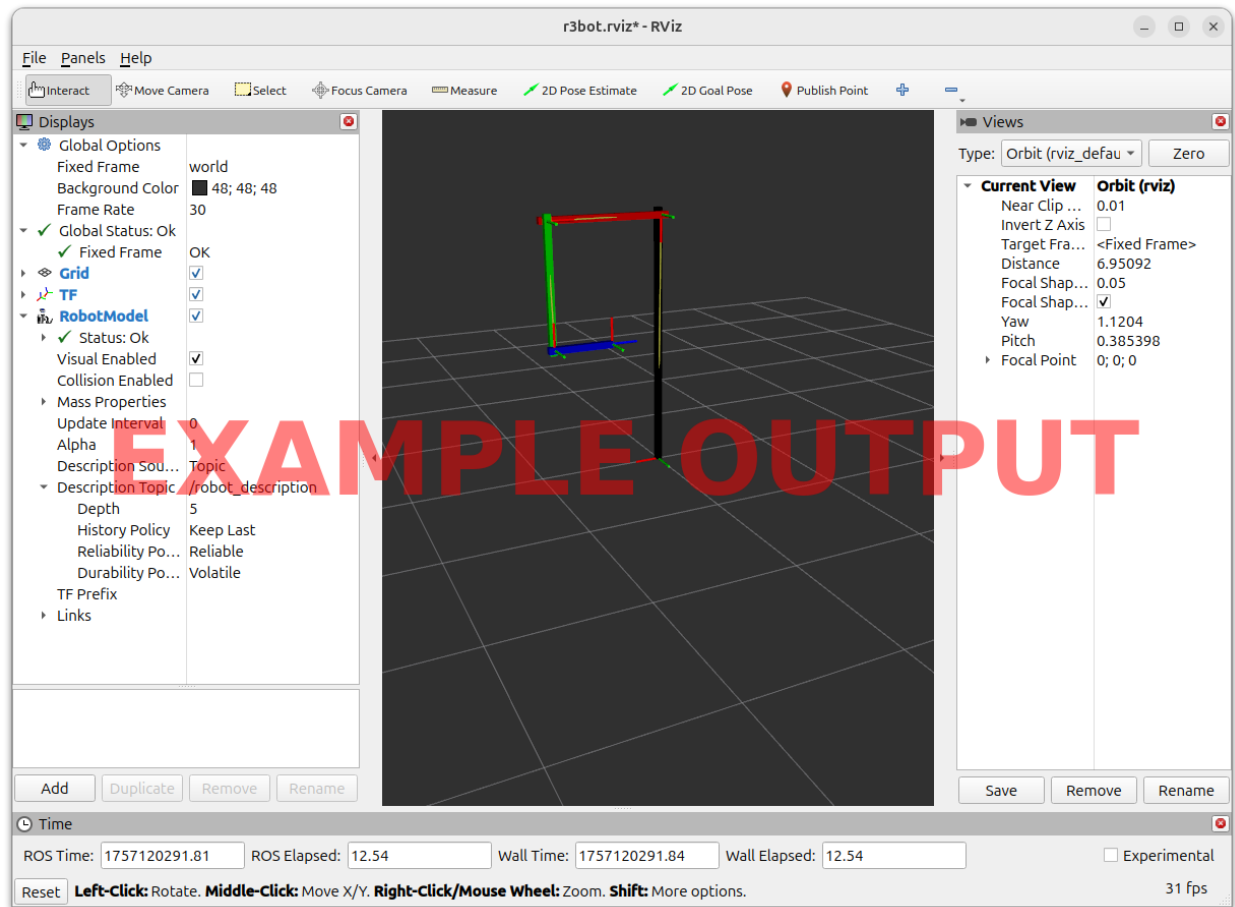 r3bot.rviz* - RViz
File Panels Help
Interact Move Camera Select Focus Camera Measure 2D Pose Estimate 2D Goal Pose Publish Point
Displays
Global Options
Fixed Frame world
Background Color 48; 48; 48
Frame Rate 30
Global Status: Ok
Fixed Frame OK
Grid
TF
RobotModel
Status: Ok
Visual Enabled
Collision Enabled
Mass Properties
Update Interval 0
Alpha 1
Description Sou... Topic
Description Topic /robot_description
Depth 5
History Policy Keep Last
Reliability Po... Reliable
Durability Po... Volatile
TF Prefix
Links
Add Duplicate Remove Rename
EXAMPLE OUTPUT
Views
Type: Orbit (rviz_defau Zero
Current View Orbit (rviz)
Near Clip ... 0.01
Invert Z Axis
Target Fra... <Fixed Frame>
Distance 6.95092
Focal Shap... 0.05
Focal Shap...
Yaw 1.1204
Pitch 0.385398
Focal Point 0; 0; 0
Save Remove Rename
Time
ROS Time: 1757120291.81 ROS Elapsed: 12.54 Wall Time: 1757120291.84 Wall Elapsed: 12.54 Experimental
Reset Left-Click: Rotate. Middle-Click: Move X/Y. Right-Click/Mouse Wheel: Zoom. Shift: More options. 31 fps